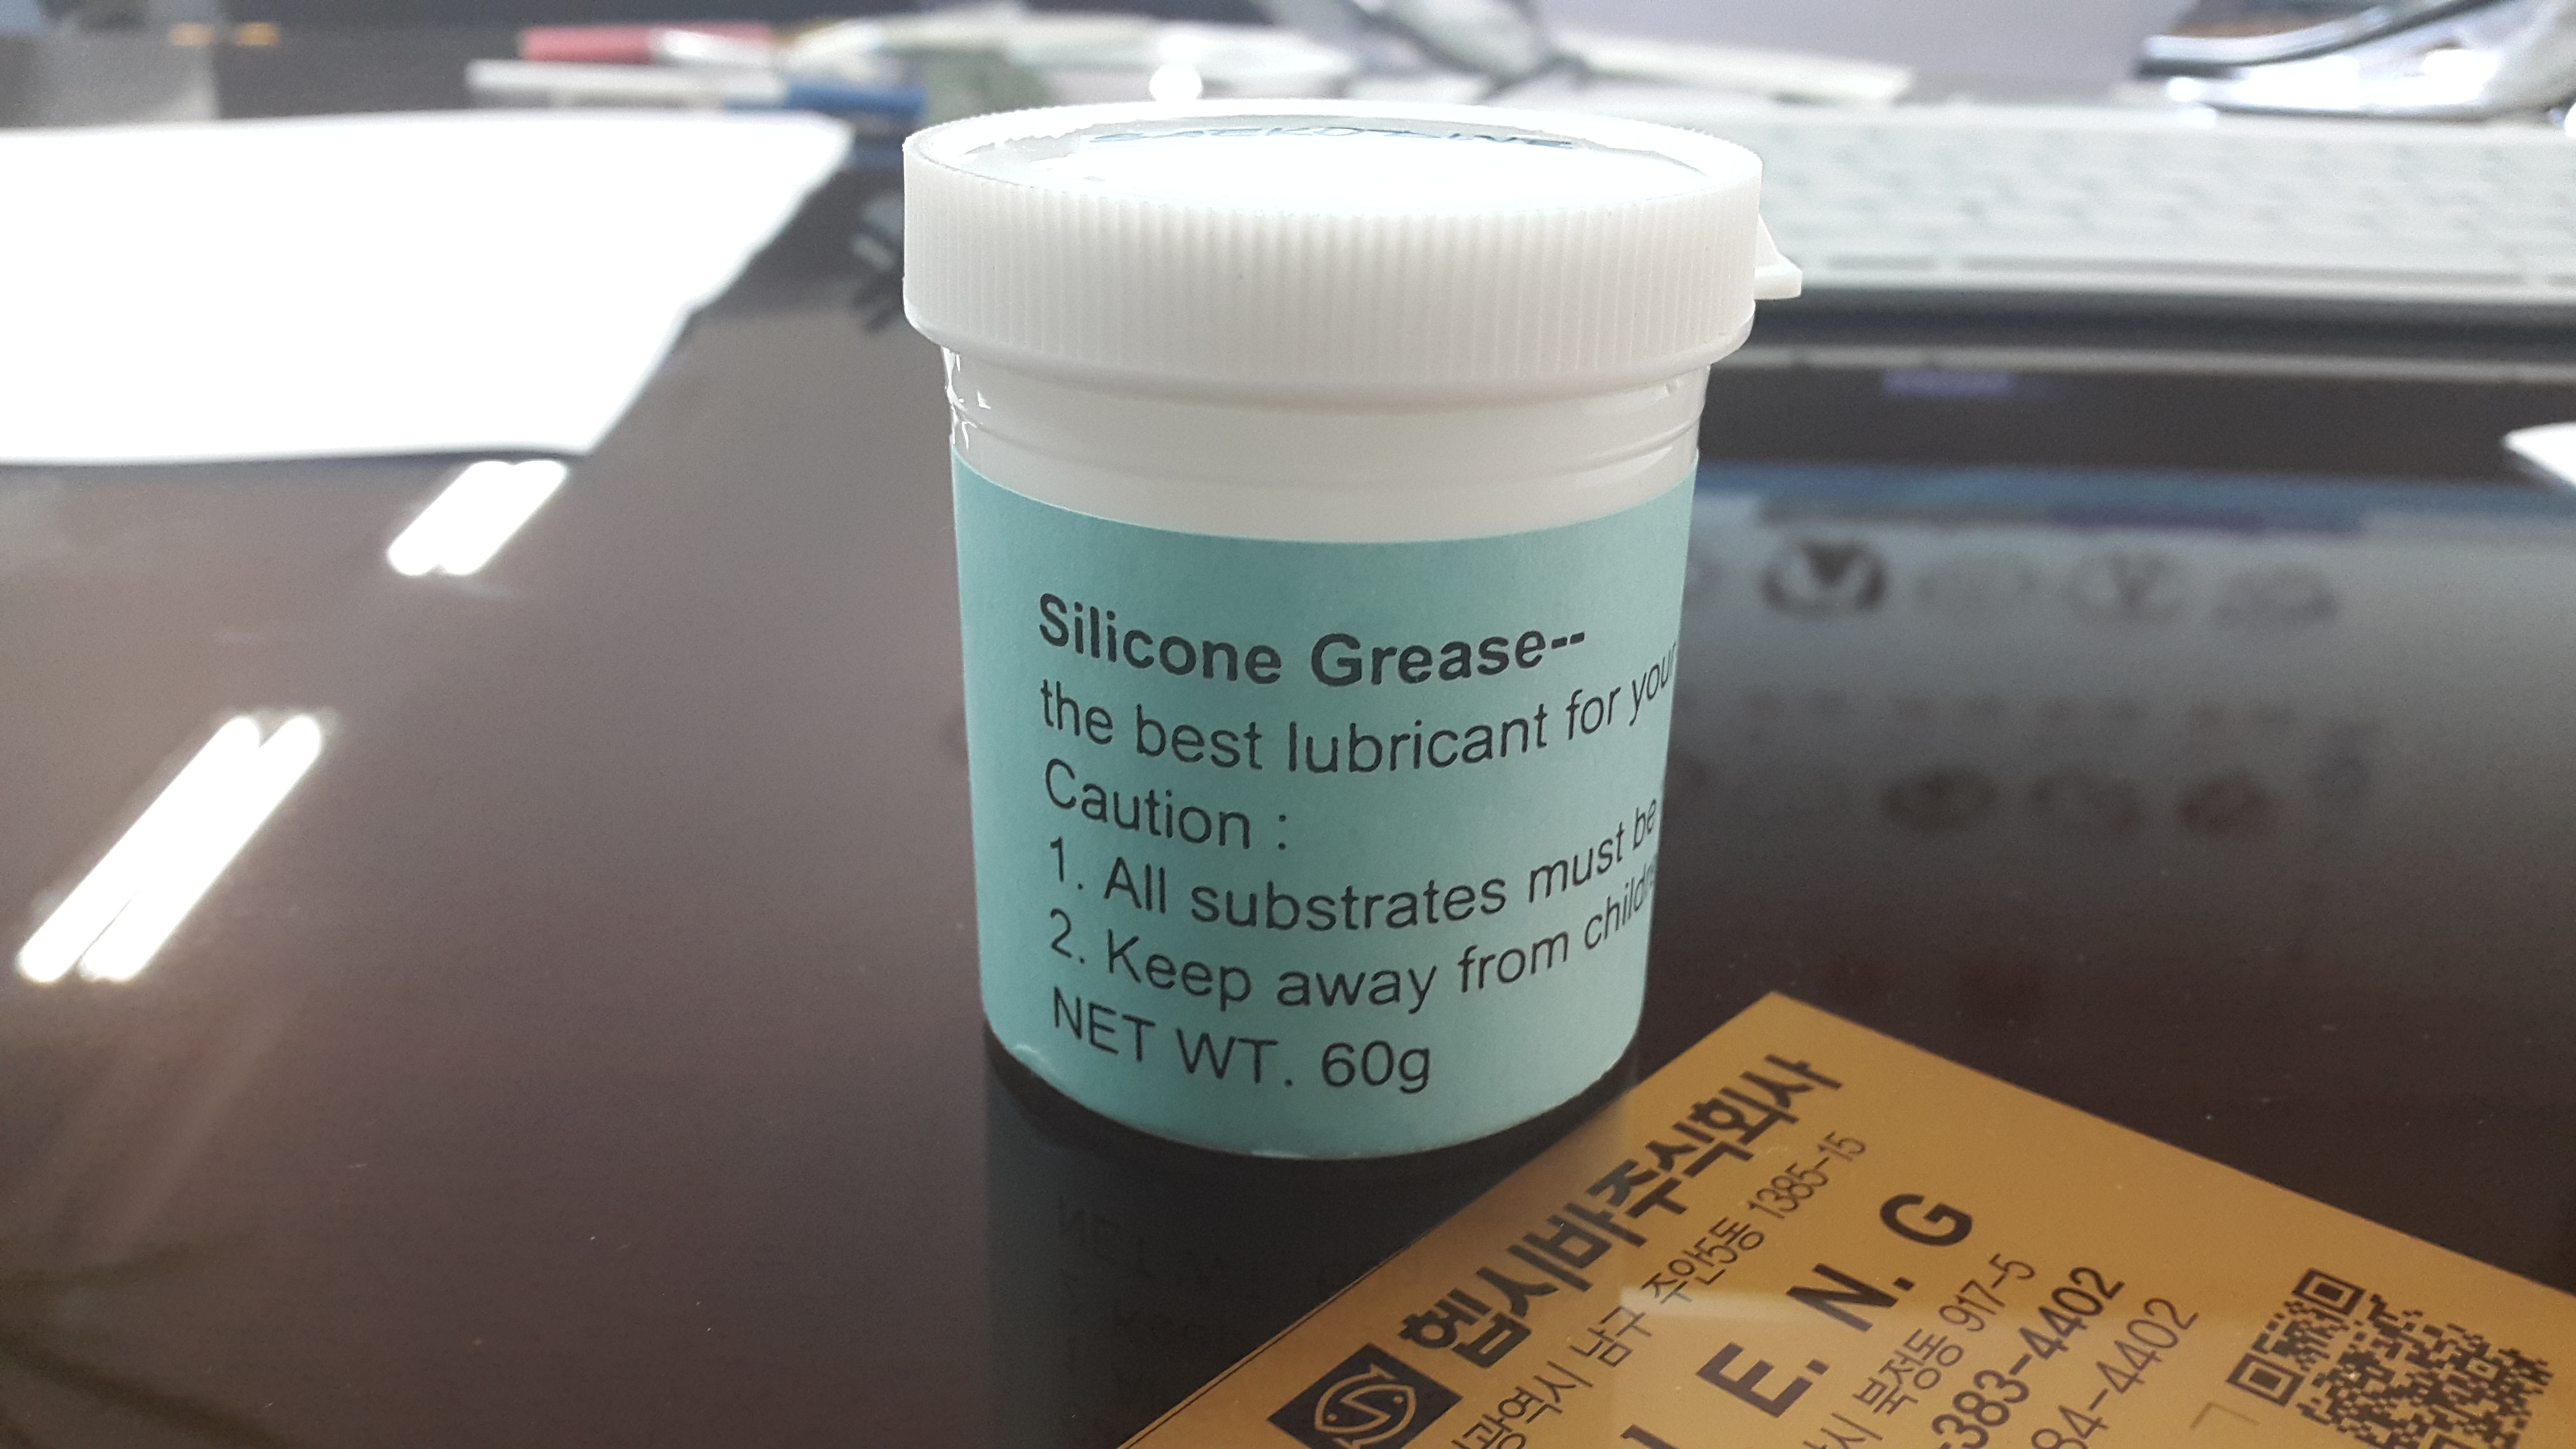 Silicone Grease--
the best lubricant for your
Caution :
1. All substrates must be
2. Keep away from
NET WT. 60g
헵시바주식회사
남구 주안5동 1385-15
E. N. G
북정동 917-5
383-4402
84-4402